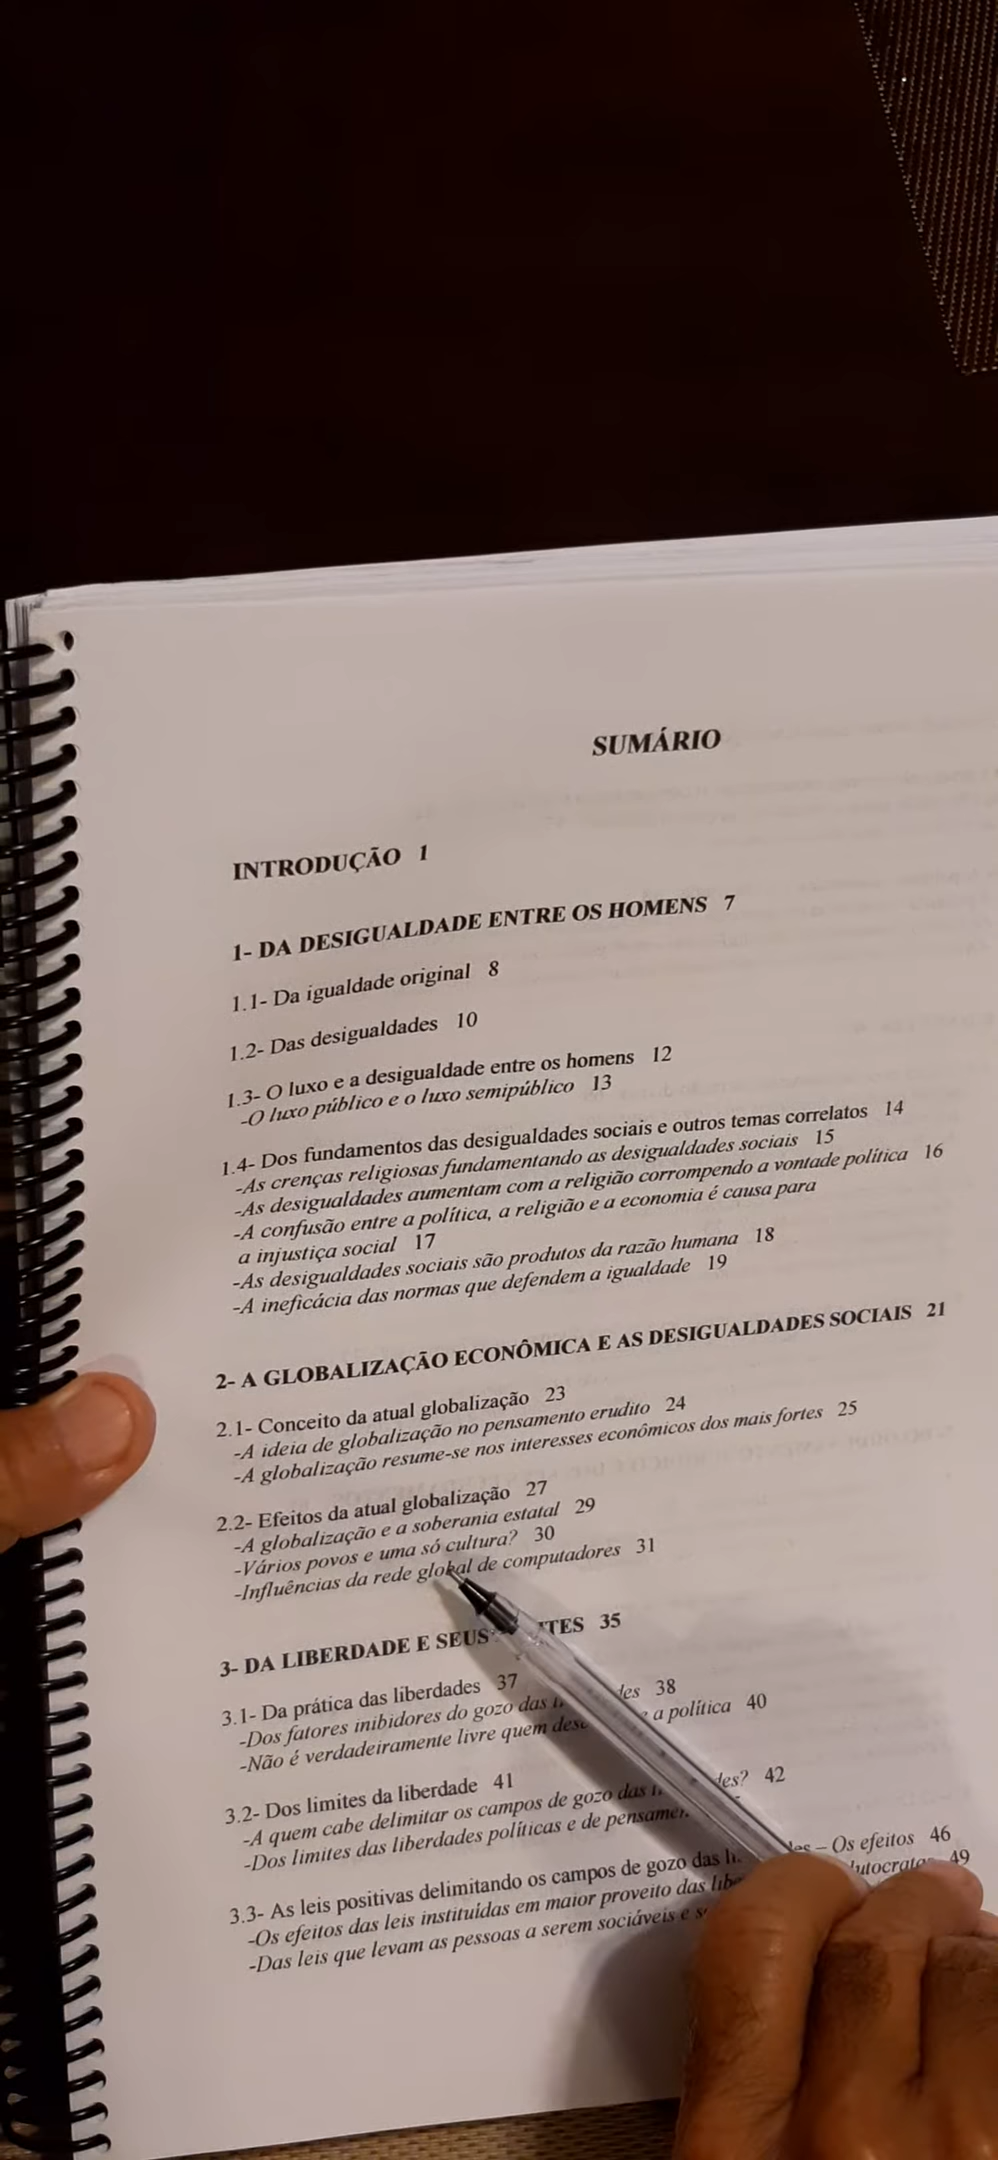 SUMÁRIO
INTRODUÇÃO 1
1- DA DESIGUALDADE ENTRE OS HOMENS 7
1.1- Da igualdade original 8
1.2- Das desigualdades 10
1.3- O luxo e a desigualdade entre os homens 12
-O luxo público e o luxo semipúblico 13
1.4- Dos fundamentos das desigualdades sociais e outros temas correlatos 14
-As crenças religiosas fundamentando as desigualdades sociais 15
-As desigualdades aumentam com a religião corrompendo a vontade política 16
-A confusão entre a política, a religião e a economia é causa para
a injustiça social 17
-As desigualdades sociais são produtos da razão humana 18
-A ineficácia das normas que defendem a igualdade 19
2- A GLOBALIZAÇÃO ECONÔMICA E AS DESIGUALDADES SOCIAIS 21
2.1- Conceito da atual globalização 23
-A ideia de globalização no pensamento erudito 24
-A globalização resume-se nos interesses econômicos dos mais fortes 25
2.2- Efeitos da atual globalização 27
-A globalização e a soberania estatal 29
-Vários povos e uma só cultura? 30
-Influências da rede global de computadores 31
3- DA LIBERDADE E SEUS 35
3.1- Da prática das liberdades 37
-Dos fatores inibidores do gozo das 38
-Não é verdadeiramente livre quem a política 40
3.2- Dos limites da liberdade 41
-A quem cabe delimitar os campos de gozo das 42
-Dos limites das liberdades políticas e de
3.3- As leis positivas delimitando os campos de gozo das – Os efeitos 46
-Os efeitos das leis instituídas em maior proveito das 49
-Das leis que levam as pessoas a serem sociáveis e